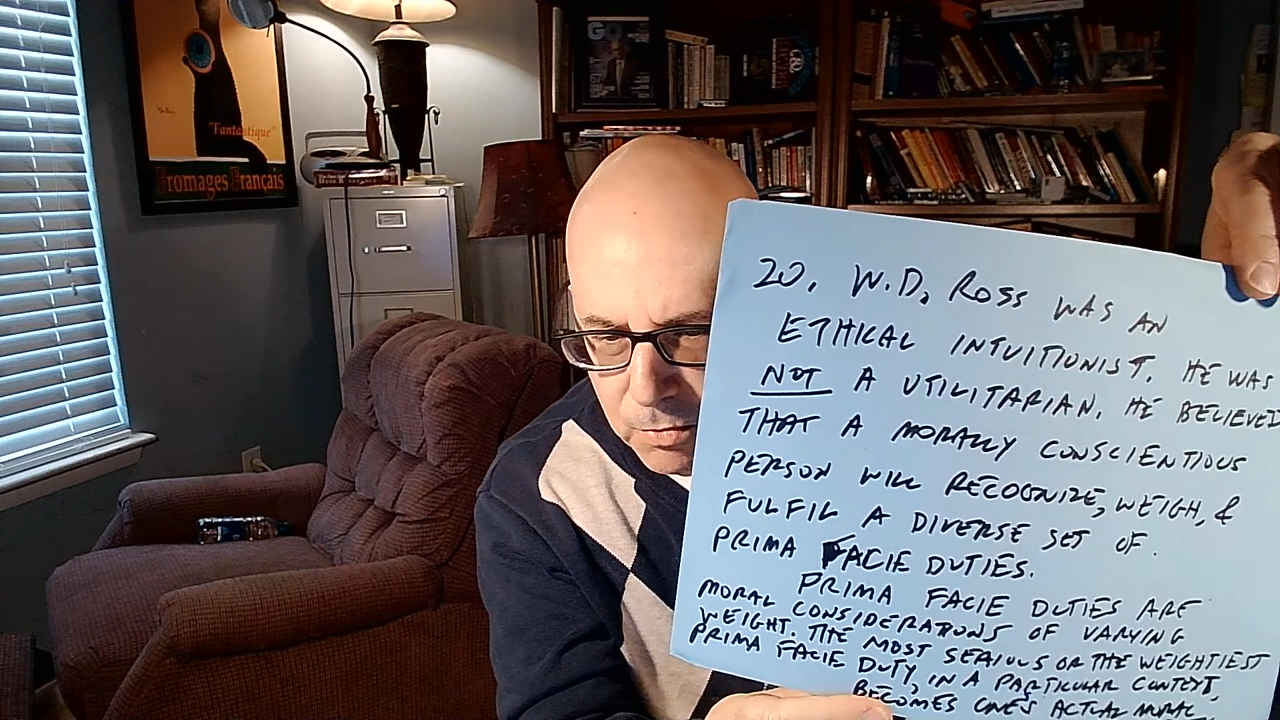 "Fantastique"
Fromages Français
GQ
20. W.D. ROSS WAS AN
ETHICAL INTUITIONIST. HE WAS
NOT A UTILITARIAN. HE BELIEVED
THAT A MORALLY CONSCIENTIOUS
PERSON WILL RECOGNIZE, WEIGH, &
FULFIL A DIVERSE SET OF
PRIMA FACIE DUTIES.
PRIMA FACIE DUTIES ARE
MORAL CONSIDERATIONS OF VARYING
WEIGHT. THE MOST SERIOUS OR THE WEIGHTIEST
PRIMA FACIE DUTY, IN A PARTICULAR CONTEXT,
BECOMES ONE'S ACTUAL MORAL